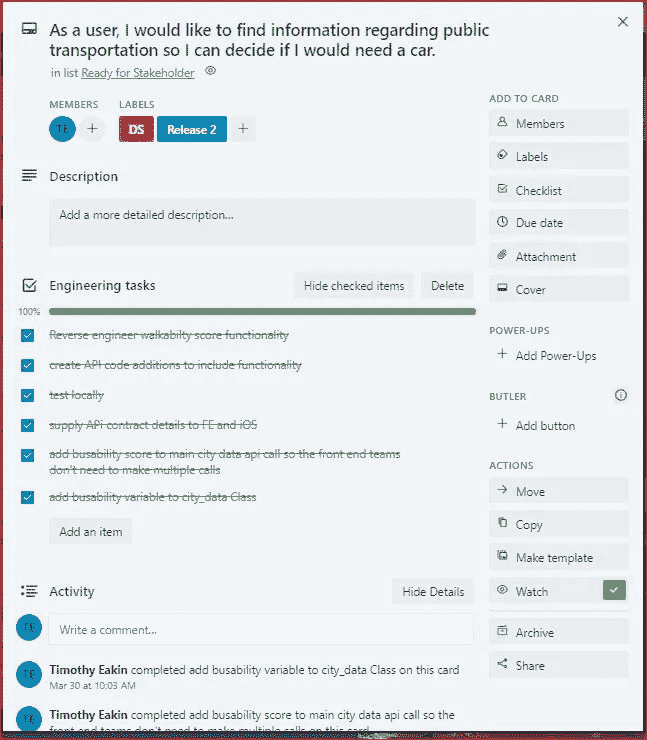 As a user, I would like to find information regarding public
transportation so I can decide if I would need a car.
in list Ready for Stakeholder
MEMBERS
LABELS
TE
DS
Release 2
Description
Add a more detailed description...
Engineering tasks
Hide checked items
Delete
100%
Reverse engineer walkabilty score functionality
create API code additions to include functionality
test locally
supply APi contract details to FE and iOS
add busability score to main city data api call so the front end teams
don't need to make multiple calls
add busability variable to city_data Class
Add an item
Activity
Hide Details
TE
Write a comment...
TE
Timothy Eakin completed add busability variable to city_data Class on this card
Mar 30 at 10:03 AM
TE
Timothy Eakin completed add busability score to main city data api call so the
front end teams don't need to make multiple calls on this card
ADD TO CARD
Members
Labels
Checklist
Due date
Attachment
Cover
POWER-UPS
Add Power-Ups
BUTLER
Add button
ACTIONS
Move
Copy
Make template
Watch
Archive
Share